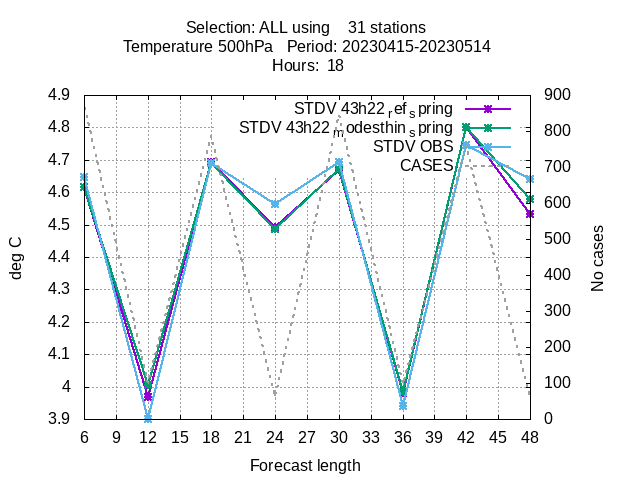 Selection: ALL using    31 stations
Temperature 500hPa   Period: 20230415-20230514
Hours: 18
4.9
4.8
4.7
4.6
4.5
4.4
4.3
4.2
4.1
4
3.9
deg C
STDV 43h22 ref spring
STDV 43h22 modesthin spring
STDV OBS
CASES
900
800
700
600
500
400
300
200
100
0
No cases
6 9 12 15 18 21 24 27 30 33 36 39 42 45 48
Forecast length